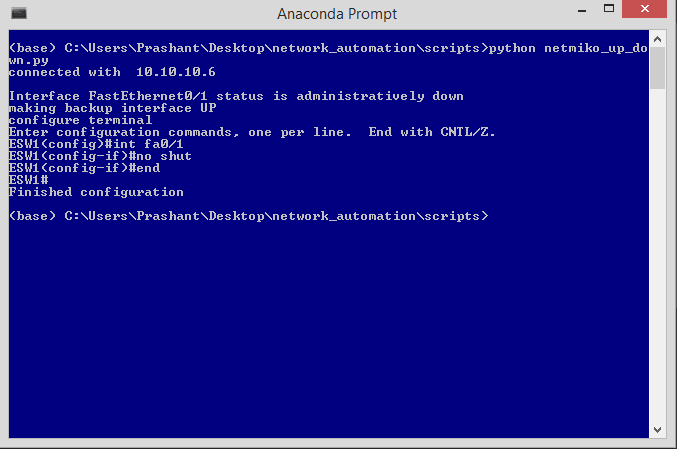 Anaconda Prompt
(base) C:\Users\Prashant\Desktop\network_automation\scripts>python netmiko_up_do
wn.py
connected with  10.10.10.6
Interface FastEthernet0/1 status is administratively down
making backup interface UP
configure terminal
Enter configuration commands, one per line.  End with CNTL/Z.
ESW1(config)#int fa0/1
ESW1(config-if)#no shut
ESW1(config-if)#end
ESW1#
Finished configuration
(base) C:\Users\Prashant\Desktop\network_automation\scripts>